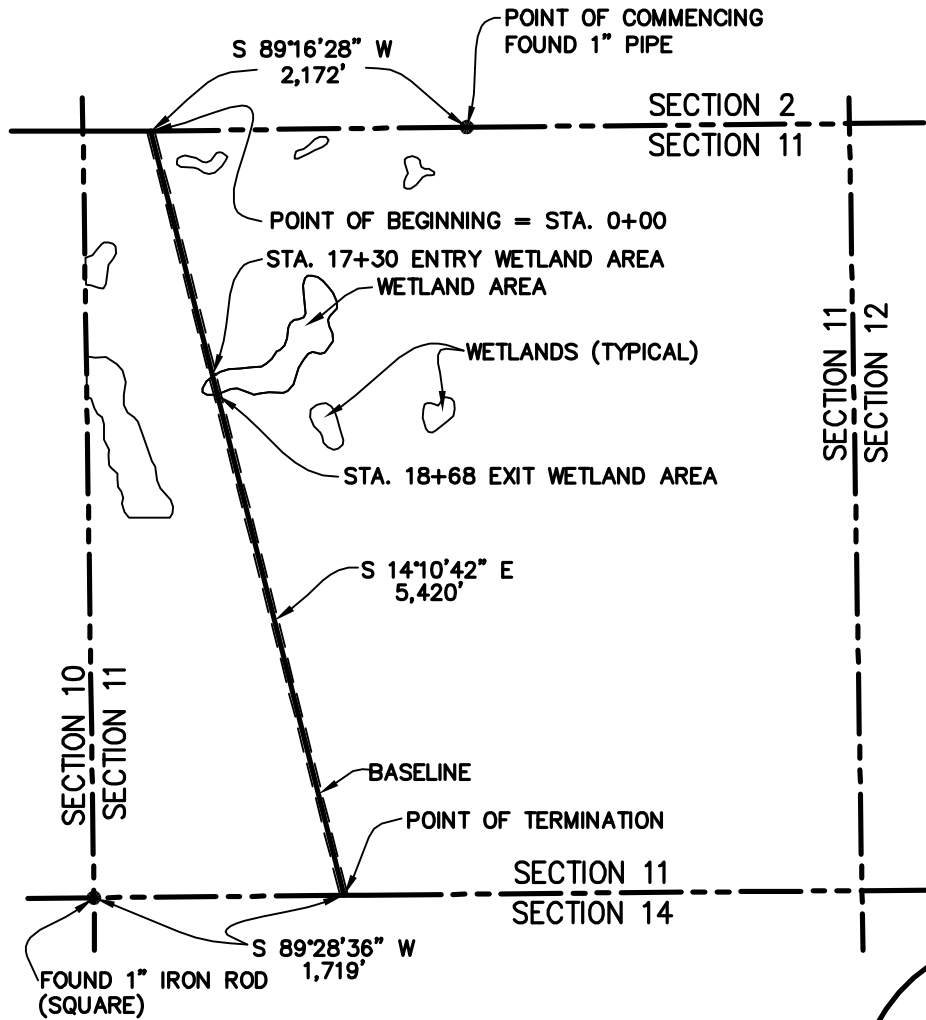 POINT OF COMMENCING
FOUND 1" PIPE
S 89°16'28" W
2,172'
SECTION 2
SECTION 11
POINT OF BEGINNING = STA. 0+00
STA. 17+30 ENTRY WETLAND AREA
WETLAND AREA
WETLANDS (TYPICAL)
SECTION 11
SECTION 12
STA. 18+68 EXIT WETLAND AREA
S 14°10'42" E
5,420'
SECTION 10
SECTION 11
BASELINE
POINT OF TERMINATION
SECTION 11
SECTION 14
S 89°28'36" W
1,719'
FOUND 1" IRON ROD
(SQUARE)